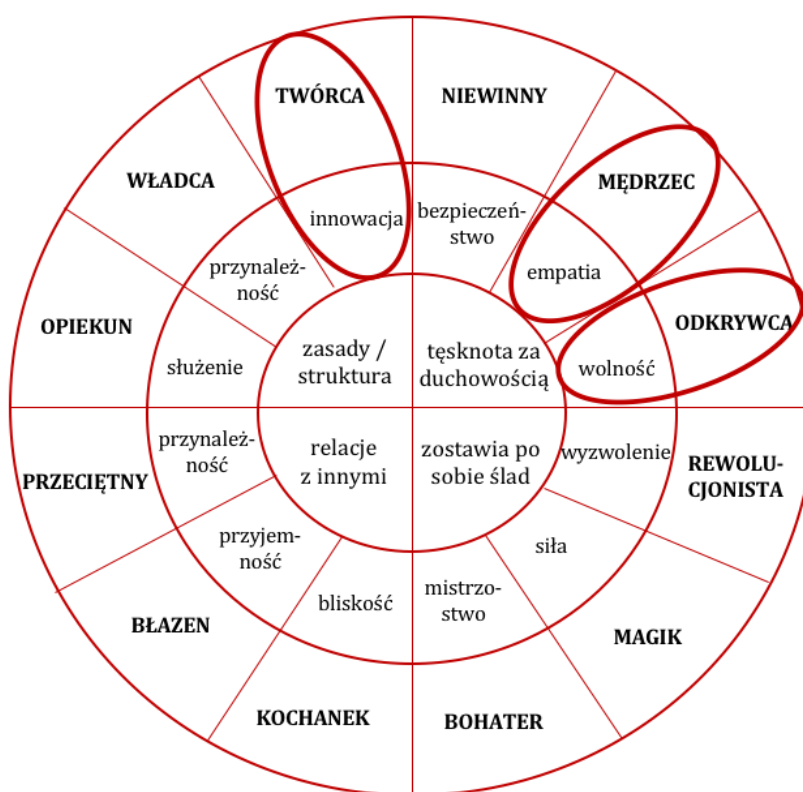 TWÓRCA
NIEWINNY
WŁADCA
MĘDRZEC
innowacja
bezpieczeń-
stwo
przynależ-
ność
empatia
OPIEKUN
ODKRYWCA
służenie
zasady /
struktura
tęsknota za
duchowością
wolność
przynależ-
ność
relacje
z innymi
zostawia po
sobie ślad
wyzwolenie
PRZECIĘTNY
REWOLU-
CJONISTA
przyjem-
ność
siła
bliskość
mistrzo-
stwo
BŁAZEN
MAGIK
KOCHANEK
BOHATER